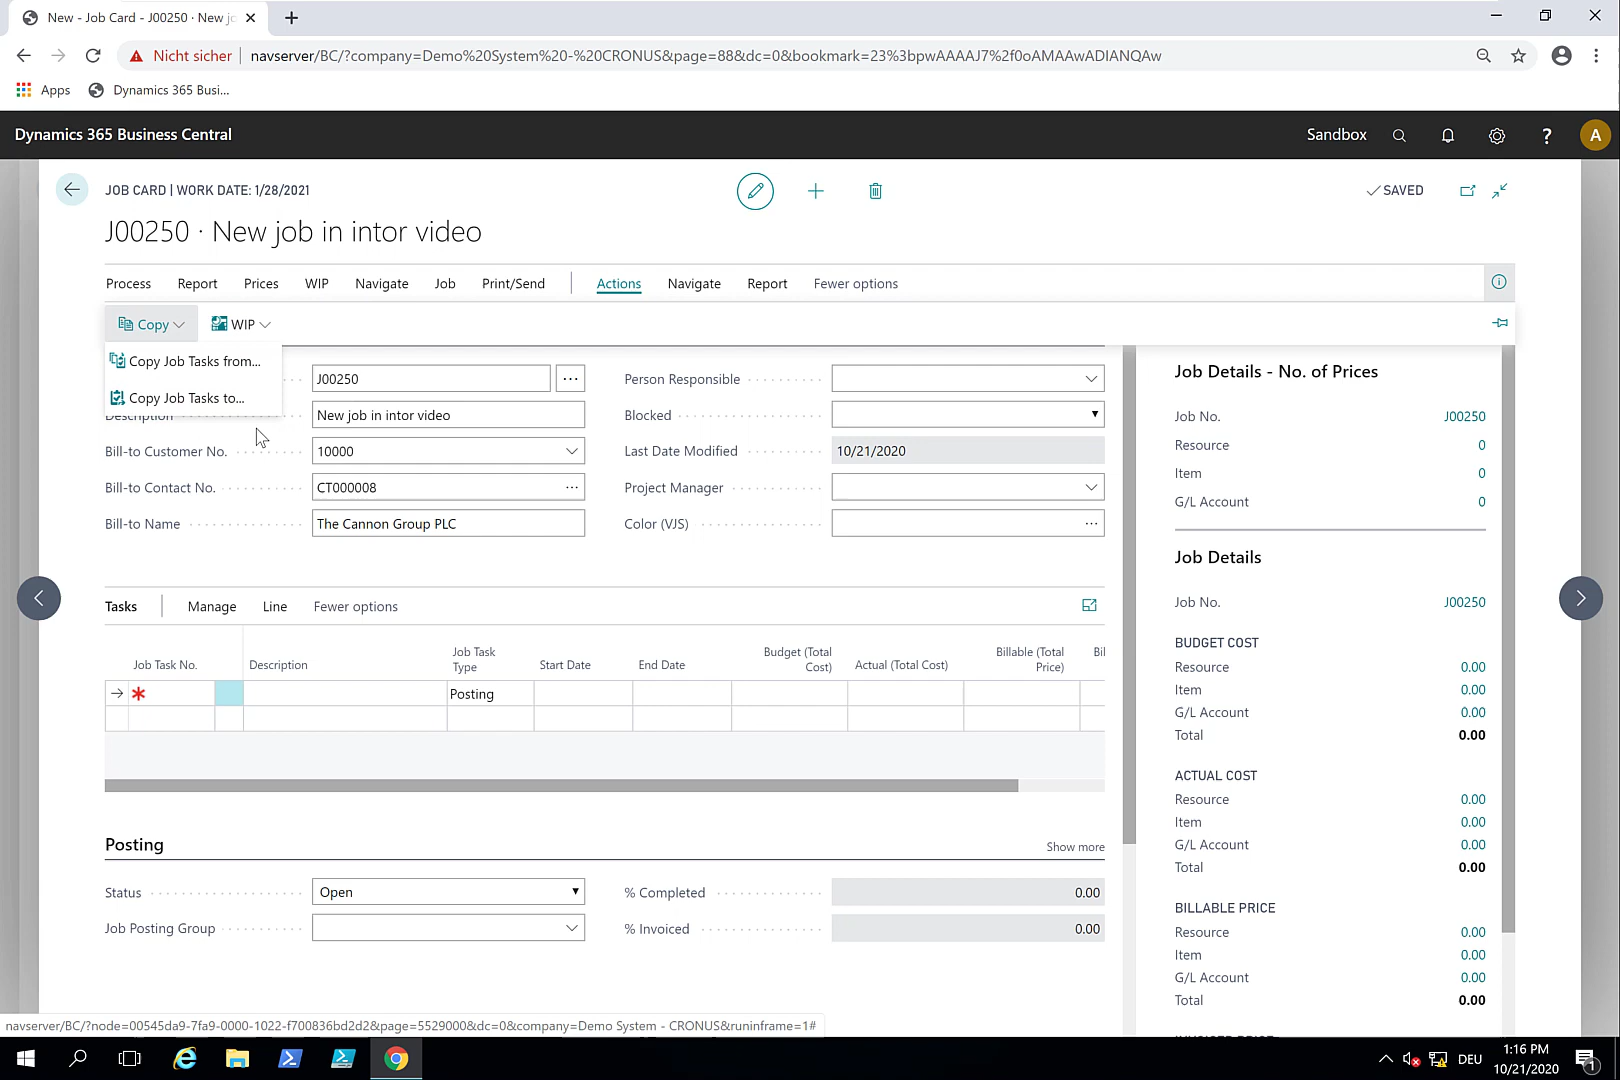 New - Job Card - J00250 · New jo
Nicht sicher
navserver/BC/?company=Demo%20System%20-%20CRONUS&page=88&dc=0&bookmark=23%3bpwAAAAJ7%2f0oAMAAwADIANQAw
Apps
Dynamics 365 Busi...
Dynamics 365 Business Central
Sandbox
?
A
JOB CARD | WORK DATE: 1/28/2021
SAVED
J00250 · New job in intor video
Process Report Prices WIP Navigate Job Print/Send Actions Navigate Report Fewer options
Copy WIP
Copy Job Tasks from...
Copy Job Tasks to...
J00250
Person Responsible
Description
New job in intor video
Blocked
Bill-to Customer No.
10000
Last Date Modified
10/21/2020
Bill-to Contact No.
CT000008
Project Manager
Bill-to Name
The Cannon Group PLC
Color (VJS)
Tasks Manage Line Fewer options
Job Task No.
Description
Job Task
Type
Start Date
End Date
Budget (Total
Cost)
Actual (Total Cost)
Billable (Total
Price)
Bil
Posting
Posting
Show more
Status
Open
% Completed
0.00
Job Posting Group
% Invoiced
0.00
Job Details - No. of Prices
Job No. J00250
Resource 0
Item 0
G/L Account 0
Job Details
Job No. J00250
BUDGET COST
Resource 0.00
Item 0.00
G/L Account 0.00
Total 0.00
ACTUAL COST
Resource 0.00
Item 0.00
G/L Account 0.00
Total 0.00
BILLABLE PRICE
Resource 0.00
Item 0.00
G/L Account 0.00
Total 0.00
navserver/BC/?node=00545da9-7fa9-0000-1022-f700836bd2d2&page=5529000&dc=0&company=Demo System - CRONUS&runinframe=1#
DEU
1:16 PM
10/21/2020
1